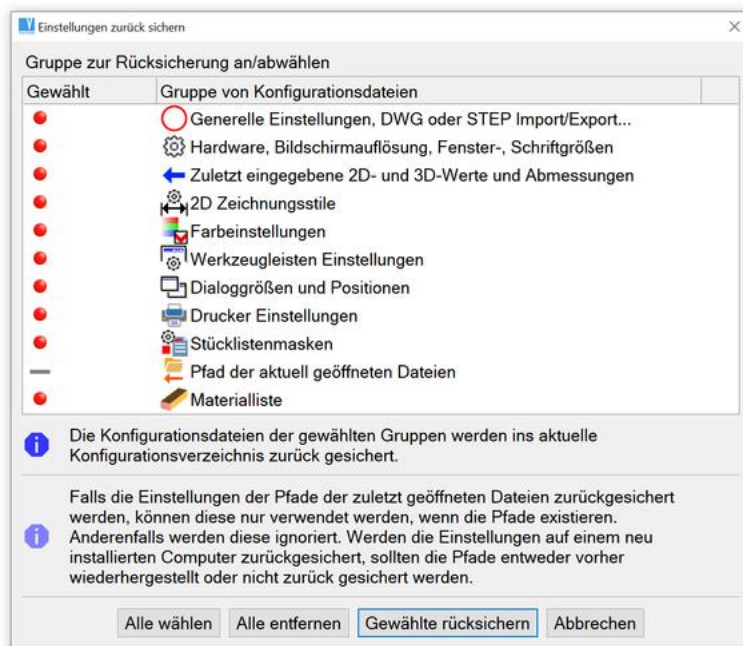 Einstellungen zurück sichern
Gruppe zur Rücksicherung an/abwählen
Gewählt Gruppe von Konfigurationsdateien
Generelle Einstellungen, DWG oder STEP Import/Export...
Hardware, Bildschirmauflösung, Fenster-, Schriftgrößen
Zuletzt eingegebene 2D- und 3D-Werte und Abmessungen
2D Zeichnungsstile
Farbeinstellungen
Werkzeugleisten Einstellungen
Dialoggrößen und Positionen
Drucker Einstellungen
Stücklistenmasken
Pfad der aktuell geöffneten Dateien
Materialliste
Die Konfigurationsdateien der gewählten Gruppen werden ins aktuelle
Konfigurationsverzeichnis zurück gesichert.
Falls die Einstellungen der Pfade der zuletzt geöffneten Dateien zurückgesichert
werden, können diese nur verwendet werden, wenn die Pfade existieren.
Anderenfalls werden diese ignoriert. Werden die Einstellungen auf einem neu
installierten Computer zurückgesichert, sollten die Pfade entweder vorher
wiederhergestellt oder nicht zurück gesichert werden.
Alle wählen Alle entfernen Gewählte rücksichern Abbrechen